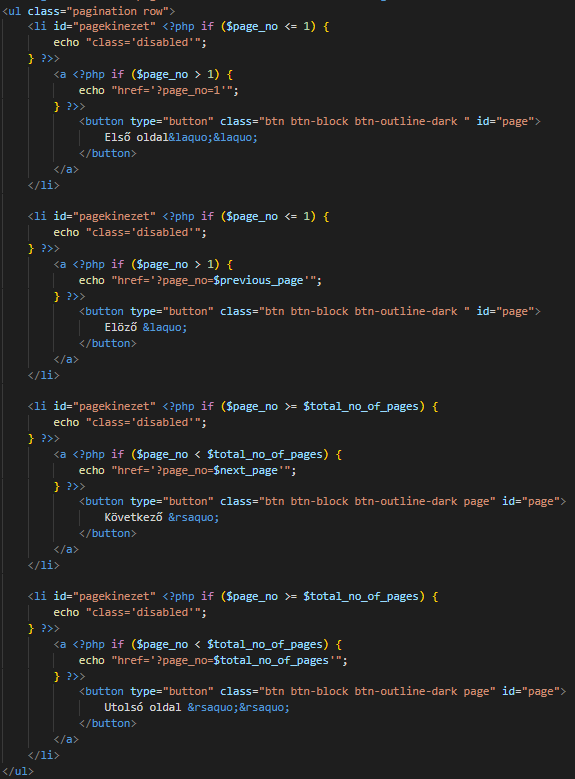 <ul class="pagination row">
<li id="pagekinezet" <?php if ($page_no <= 1) {
echo "class='disabled'";
} ?>>
<a <?php if ($page_no > 1) {
echo "href='?page_no=1'";
} ?>>
<button type="button" class="btn btn-block btn-outline-dark " id="page">
Első oldal&laquo;&laquo;
</button>
</a>
</li>
<li id="pagekinezet" <?php if ($page_no <= 1) {
echo "class='disabled'";
} ?>>
<a <?php if ($page_no > 1) {
echo "href='?page_no=$previous_page'";
} ?>>
<button type="button" class="btn btn-block btn-outline-dark " id="page">
Elöző &laquo;
</button>
</a>
</li>
<li id="pagekinezet" <?php if ($page_no >= $total_no_of_pages) {
echo "class='disabled'";
} ?>>
<a <?php if ($page_no < $total_no_of_pages) {
echo "href='?page_no=$next_page'";
} ?>>
<button type="button" class="btn btn-block btn-outline-dark page" id="page">
Következő &rsaquo;
</button>
</a>
</li>
<li id="pagekinezet" <?php if ($page_no >= $total_no_of_pages) {
echo "class='disabled'";
} ?>>
<a <?php if ($page_no < $total_no_of_pages) {
echo "href='?page_no=$total_no_of_pages'";
} ?>>
<button type="button" class="btn btn-block btn-outline-dark page" id="page">
Utolsó oldal &rsaquo;&rsaquo;
</button>
</a>
</li>
</ul>